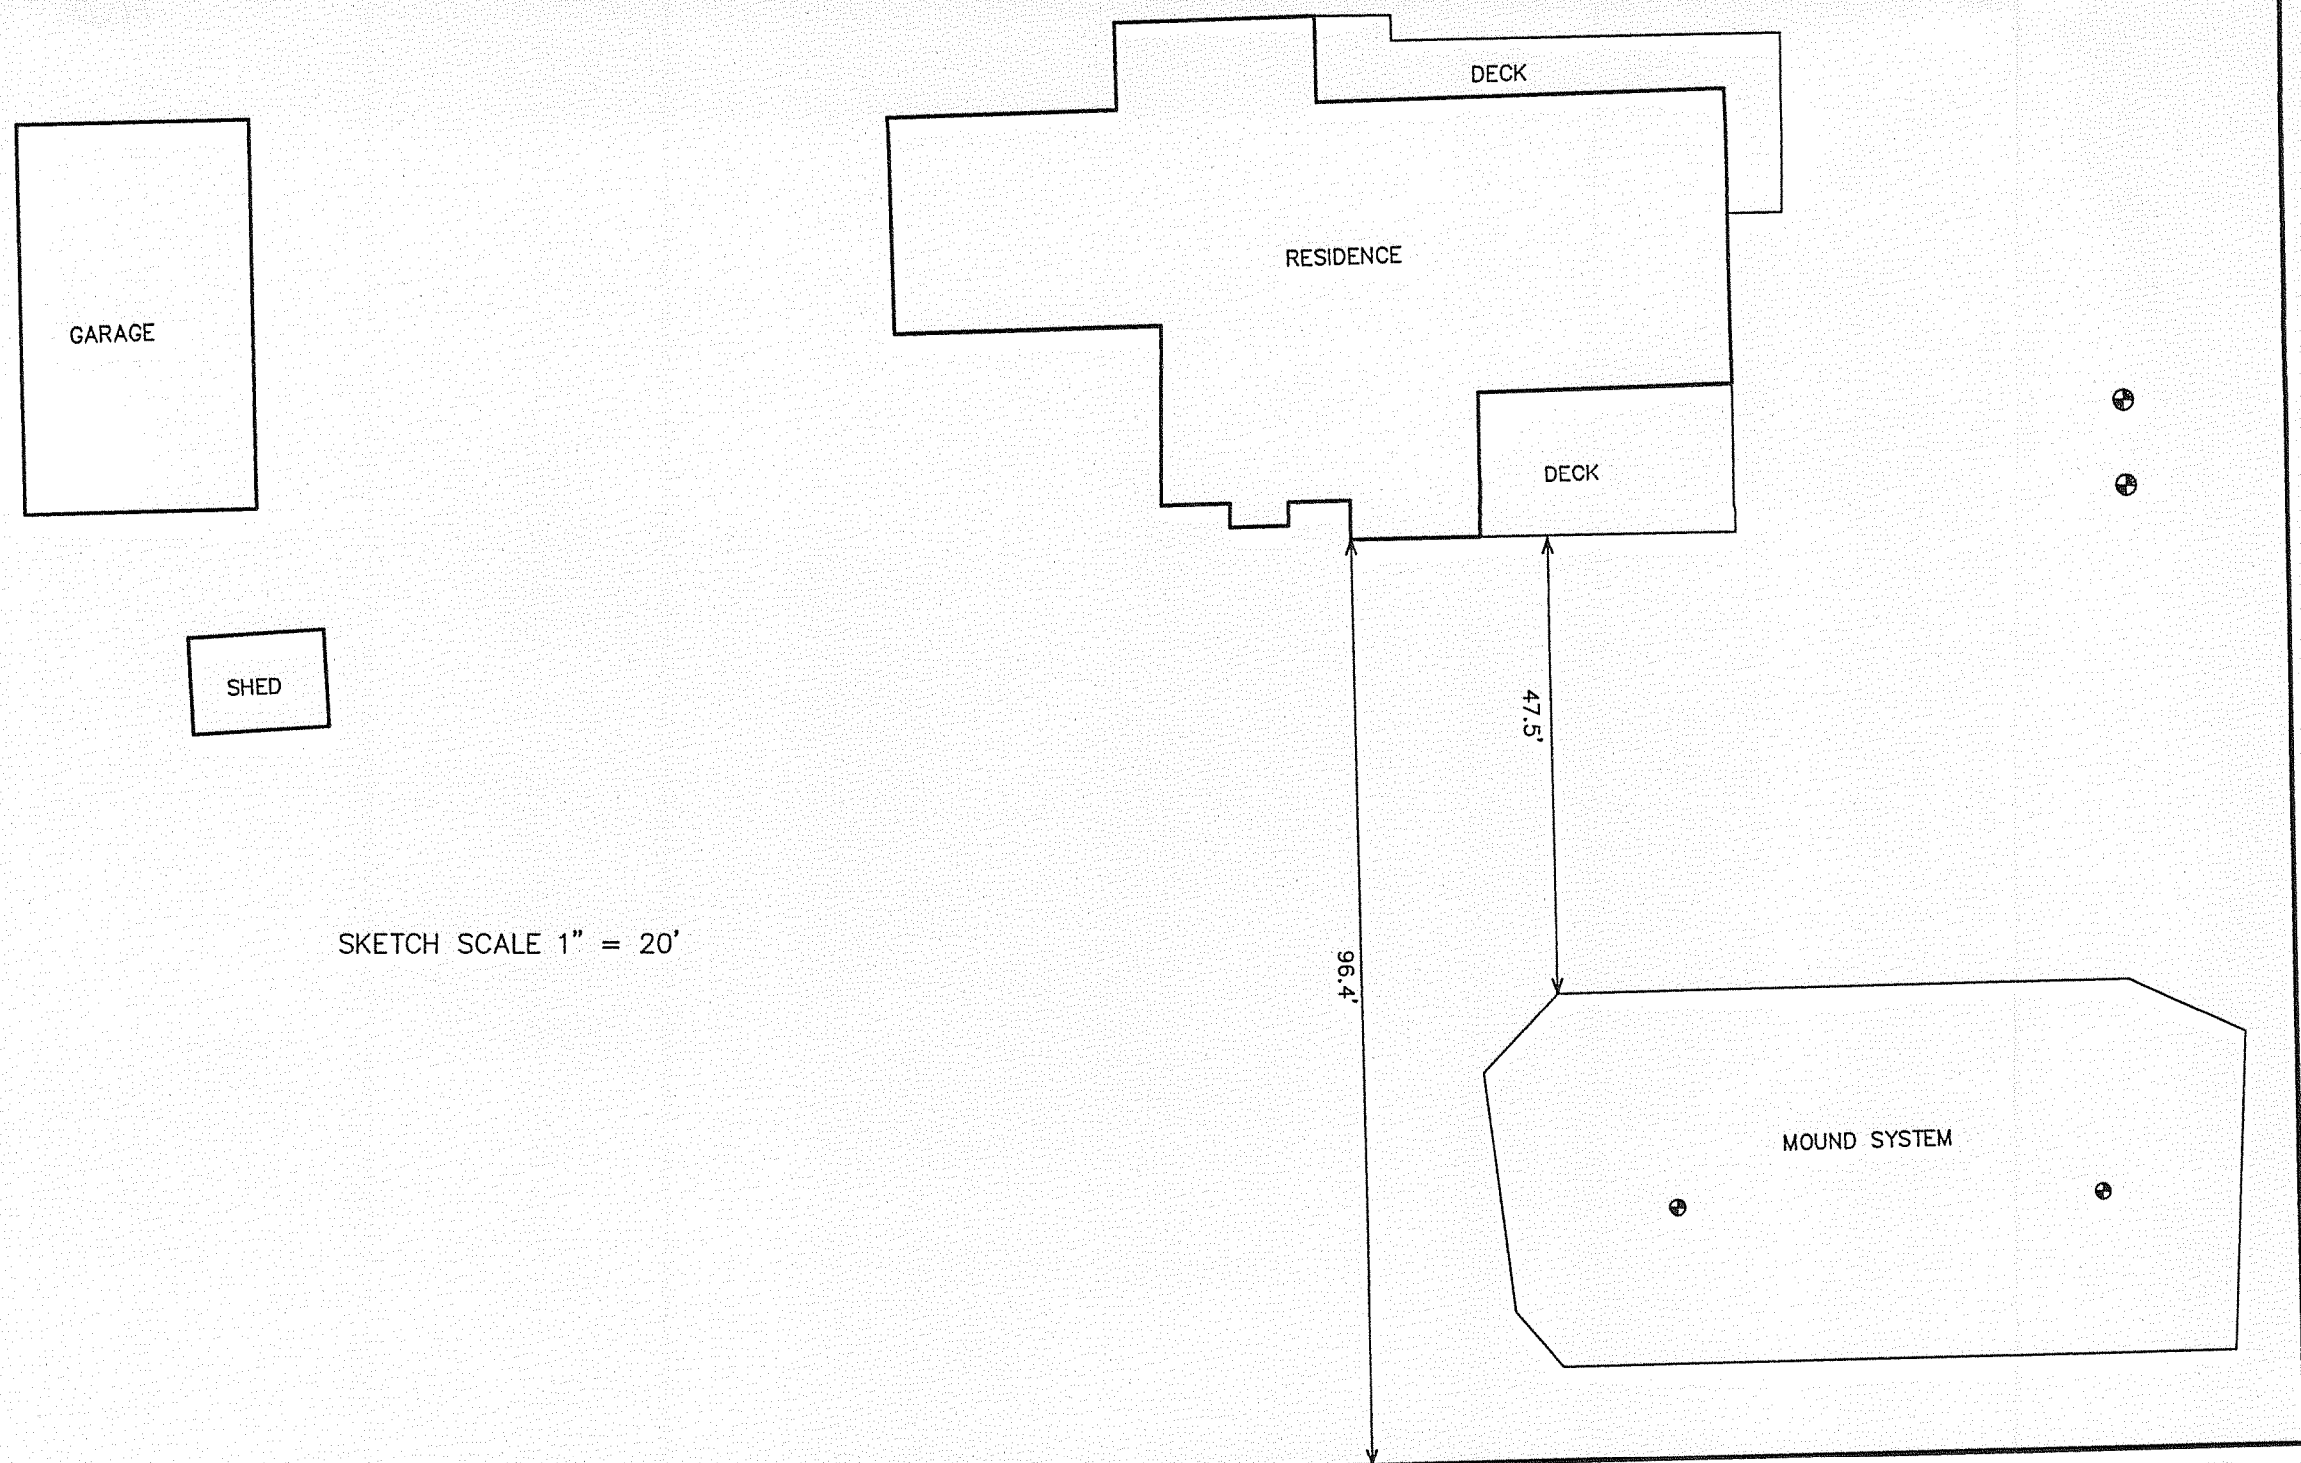 DECK
RESIDENCE
GARAGE
DECK
SHED
47.5'
SKETCH SCALE 1" = 20'
96.4'
MOUND SYSTEM